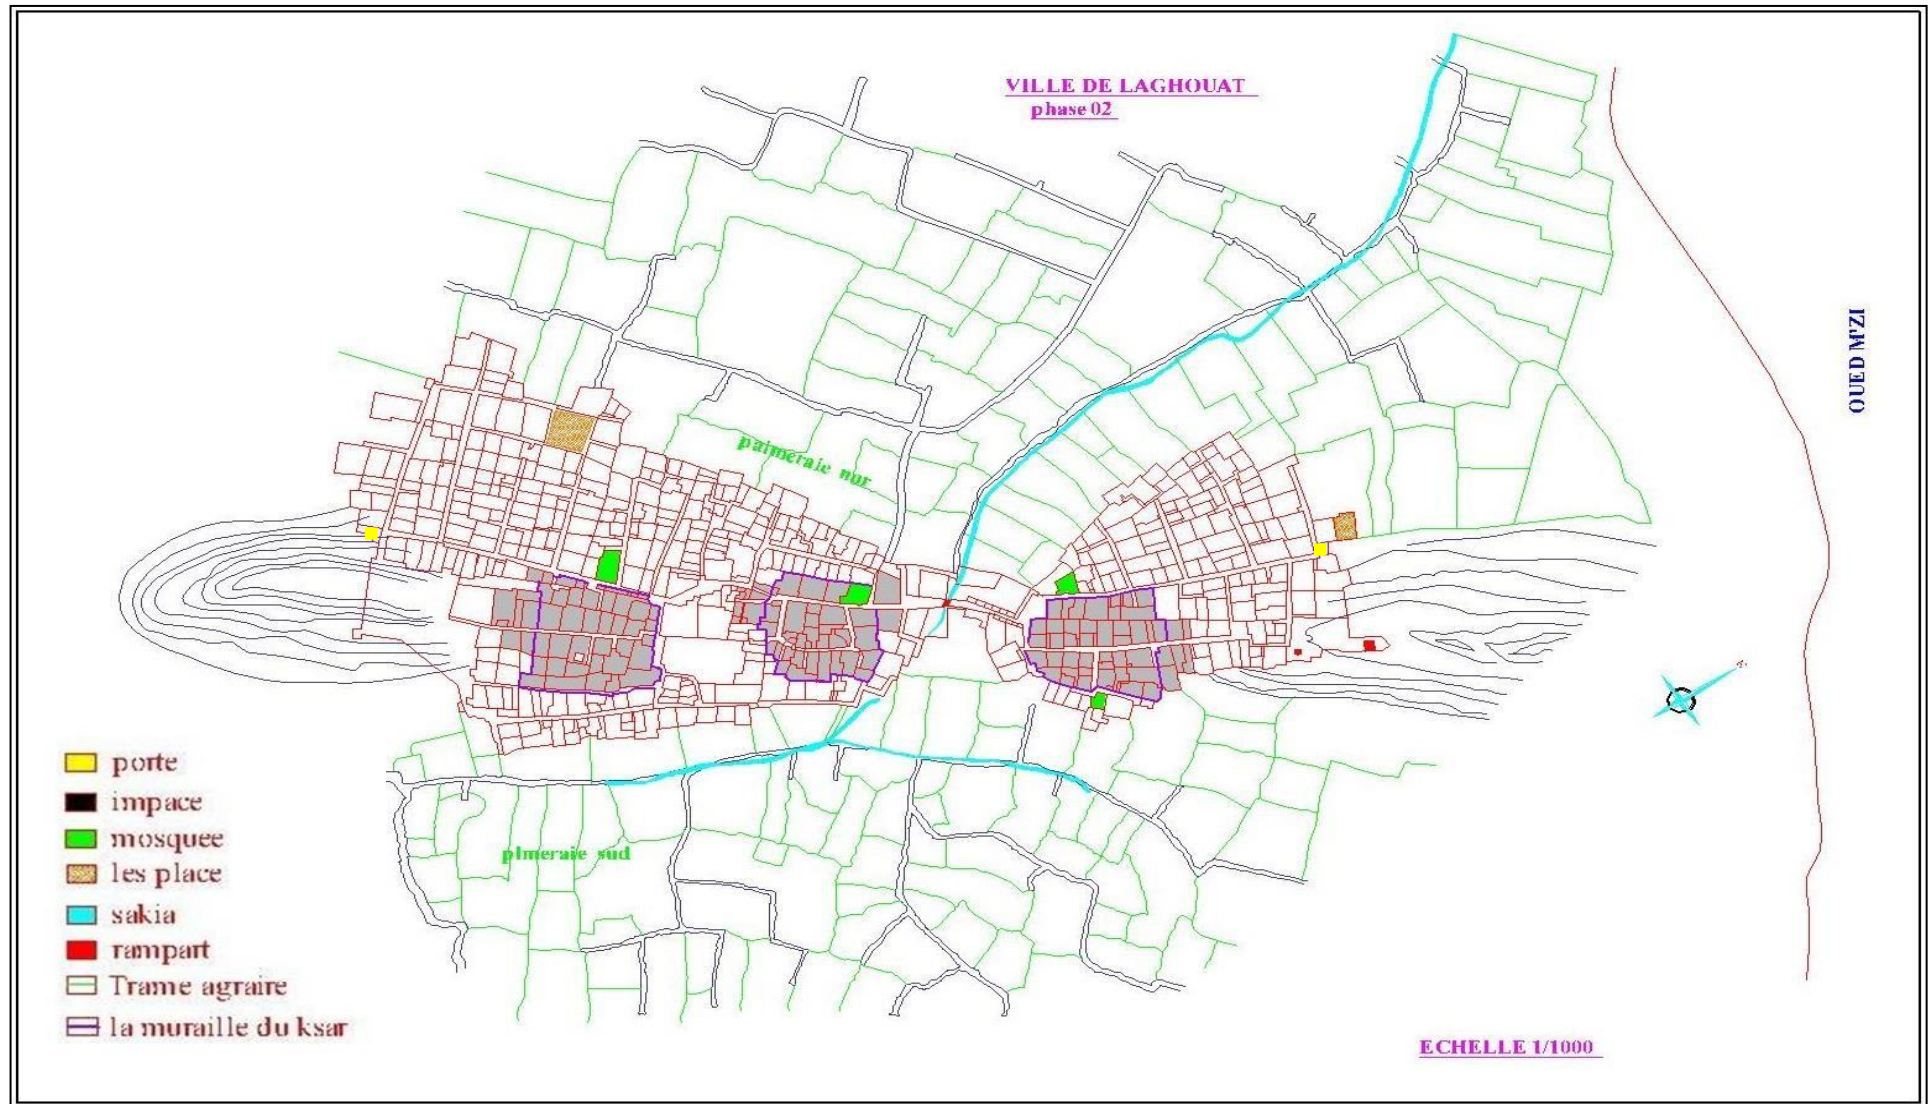 VILLE DE LAGHOUAT
phase 02
OUED M'ZI
palmeraie nor
plmeraie sud
porte
impace
mosquee
les place
sakia
rampart
Trame agraire
la muraille du ksar
ECHELLE 1/1000